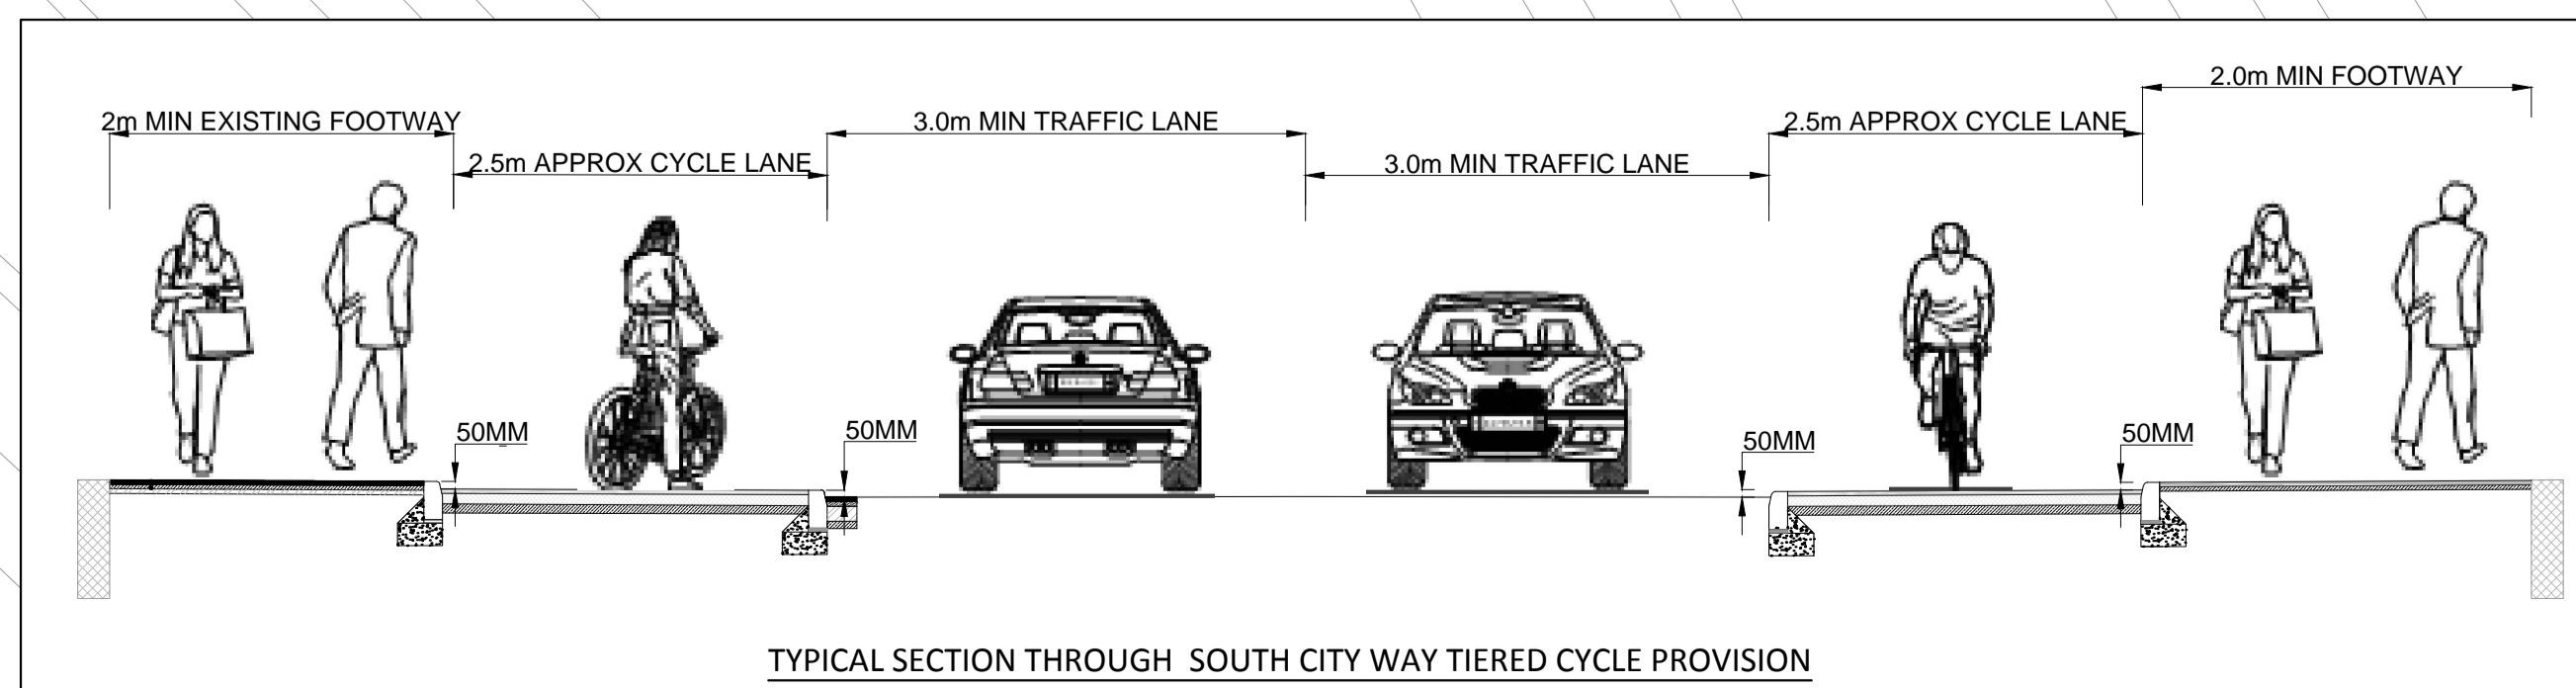 2.0m MIN FOOTWAY
2m MIN EXISTING FOOTWAY
3.0m MIN TRAFFIC LANE
2.5m APPROX CYCLE LANE
2.5m APPROX CYCLE LANE
3.0m MIN TRAFFIC LANE
50MM
50MM
50MM
50MM
TYPICAL SECTION THROUGH SOUTH CITY WAY TIERED CYCLE PROVISION